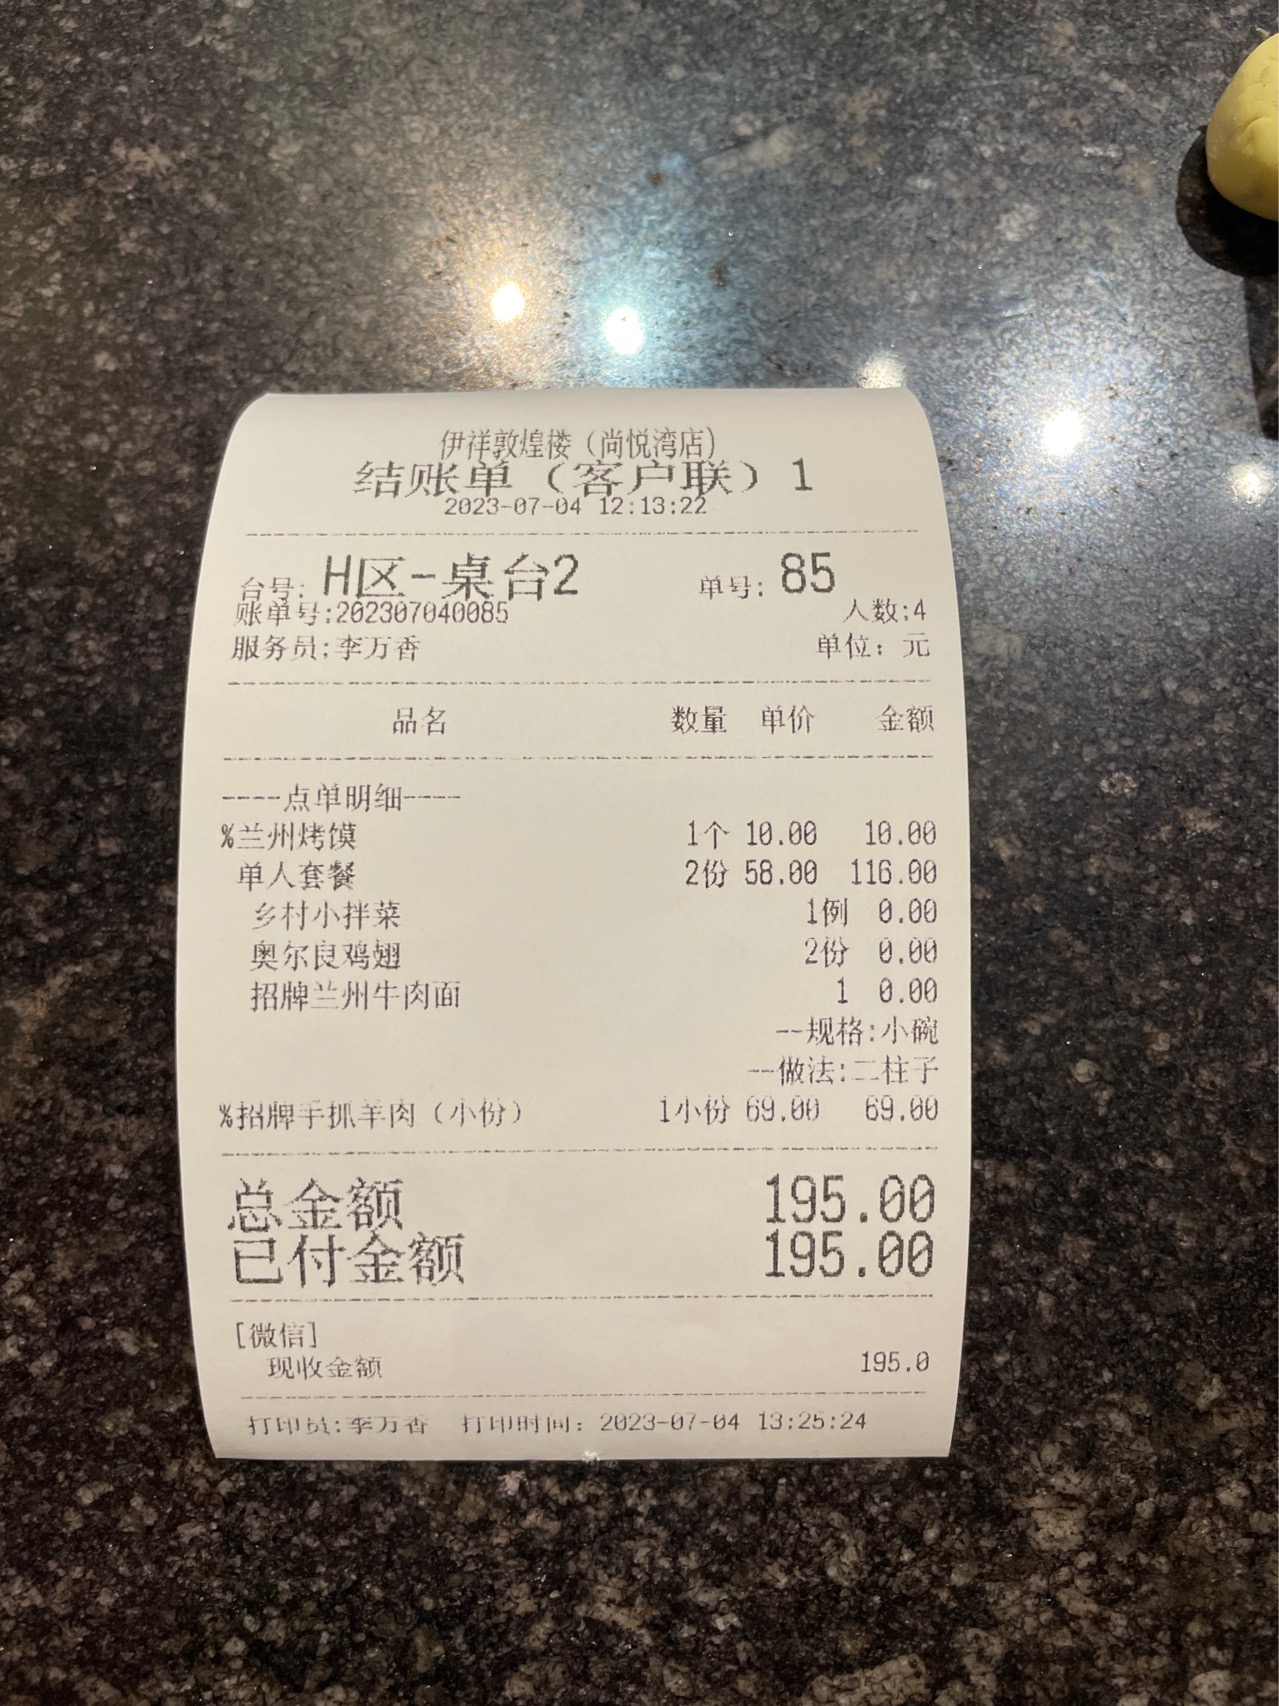 伊祥敦煌楼（尚悦湾店）
结账单（客户联）1
2023-07-04 12:13:22
台号: H区-桌台2 单号: 85
账单号:202307040085 人数:4
服务员:李万香 单位: 元
品名 数量 单价 金额
----点单明细----
%兰州烤馍 1个 10.00 10.00
单人套餐 2份 58.00 116.00
乡村小拌菜 1例 0.00
奥尔良鸡翅 2份 0.00
招牌兰州牛肉面 1 0.00
--规格:小碗
--做法:二柱子
%招牌手抓羊肉（小份） 1小份 69.00 69.00
总金额 195.00
已付金额 195.00
[微信]
现收金额 195.0
打印员:李万香 打印时间: 2023-07-04 13:25:24